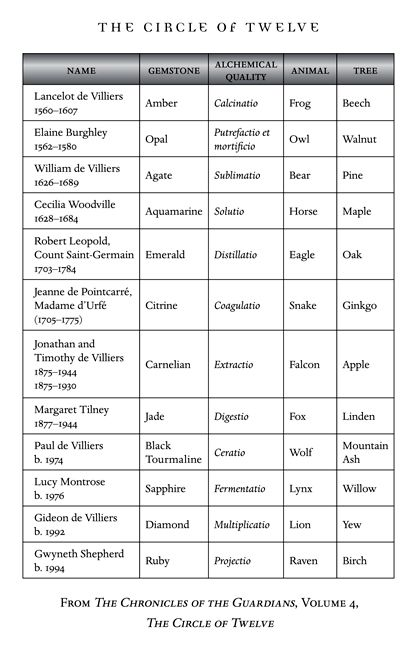 THE CIRCLE OF TWELVE
NAME GEMSTONE ALCHEMICAL QUALITY ANIMAL TREE
Lancelot de Villiers 1560–1607 Amber Calcinatio Frog Beech
Elaine Burghley 1562–1580 Opal Putrefactio et mortificio Owl Walnut
William de Villiers 1626–1689 Agate Sublimatio Bear Pine
Cecilia Woodville 1628–1684 Aquamarine Solutio Horse Maple
Robert Leopold, Count Saint-Germain 1703–1784 Emerald Distillatio Eagle Oak
Jeanne de Pointcarré, Madame d'Urfé (1705–1775) Citrine Coagulatio Snake Ginkgo
Jonathan and Timothy de Villiers 1875–1944 1875–1930 Carnelian Extractio Falcon Apple
Margaret Tilney 1877–1944 Jade Digestio Fox Linden
Paul de Villiers b. 1974 Black Tourmaline Ceratio Wolf Mountain Ash
Lucy Montrose b. 1976 Sapphire Fermentatio Lynx Willow
Gideon de Villiers b. 1992 Diamond Multiplicatio Lion Yew
Gwyneth Shepherd b. 1994 Ruby Projectio Raven Birch
FROM THE CHRONICLES OF THE GUARDIANS, VOLUME 4,
THE CIRCLE OF TWELVE